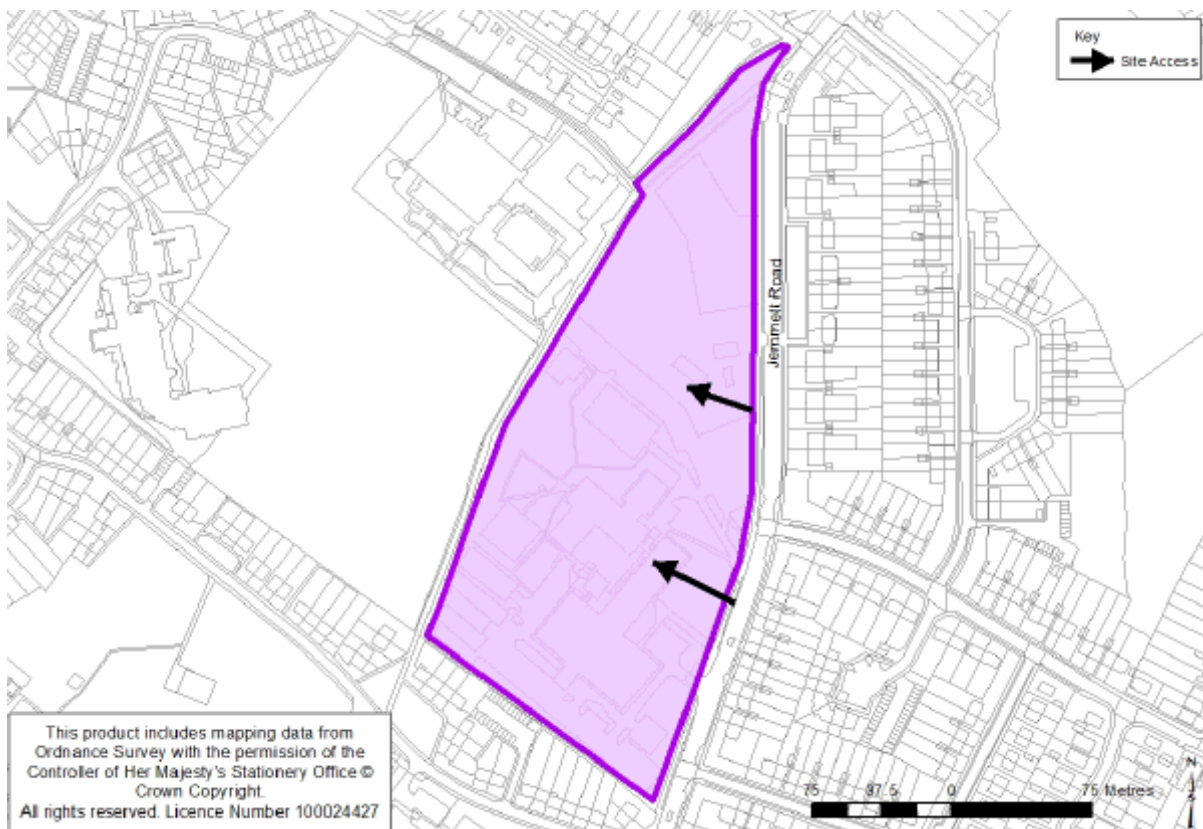 Key
Site Access
Jemmett Road
75 37.5 0 75 Metres
N
This product includes mapping data from
Ordnance Survey with the permission of the
Controller of Her Majesty's Stationery Office ©
Crown Copyright.
All rights reserved. Licence Number 100024427